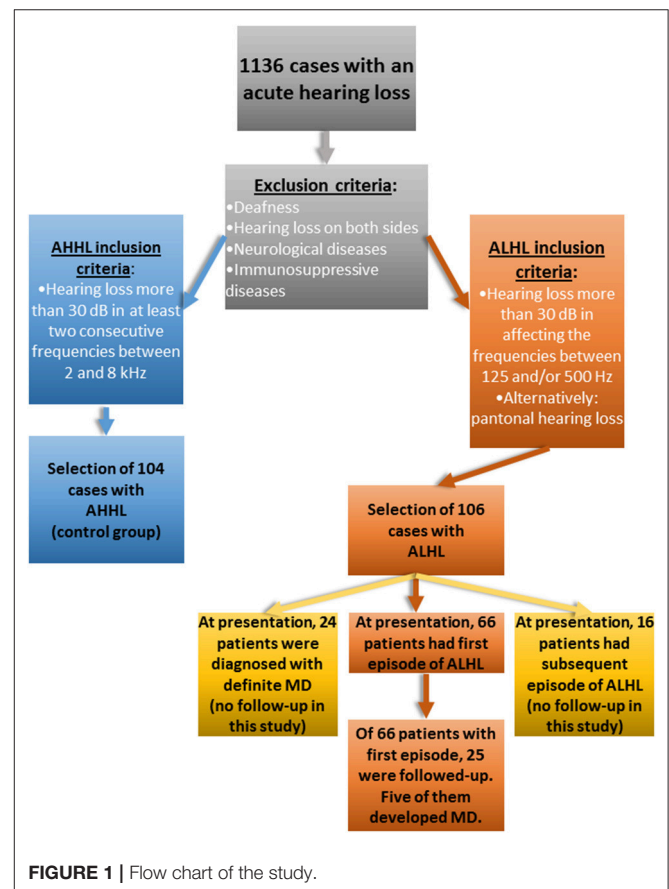 1136 cases with an
acute hearing loss
Exclusion criteria:
•Deafness
•Hearing loss on both sides
•Neurological diseases
•Immunosuppressive
diseases
AHHL inclusion
criteria:
•Hearing loss more
than 30 dB in at least
two consecutive
frequencies between
2 and 8 kHz
ALHL inclusion
criteria:
•Hearing loss more
than 30 dB in
affecting the
frequencies between
125 and/or 500 Hz
•Alternatively:
pantonal hearing loss
Selection of 104
cases with
AHHL
(control group)
Selection of 106
cases with
ALHL
At presentation, 24
patients were
diagnosed with
definite MD
(no follow-up in
this study)
At presentation, 66
patients had first
episode of ALHL
At presentation, 16
patients had
subsequent
episode of ALHL
(no follow-up in
this study)
Of 66 patients with
first episode, 25
were followed-up.
Five of them
developed MD.
FIGURE 1 | Flow chart of the study.